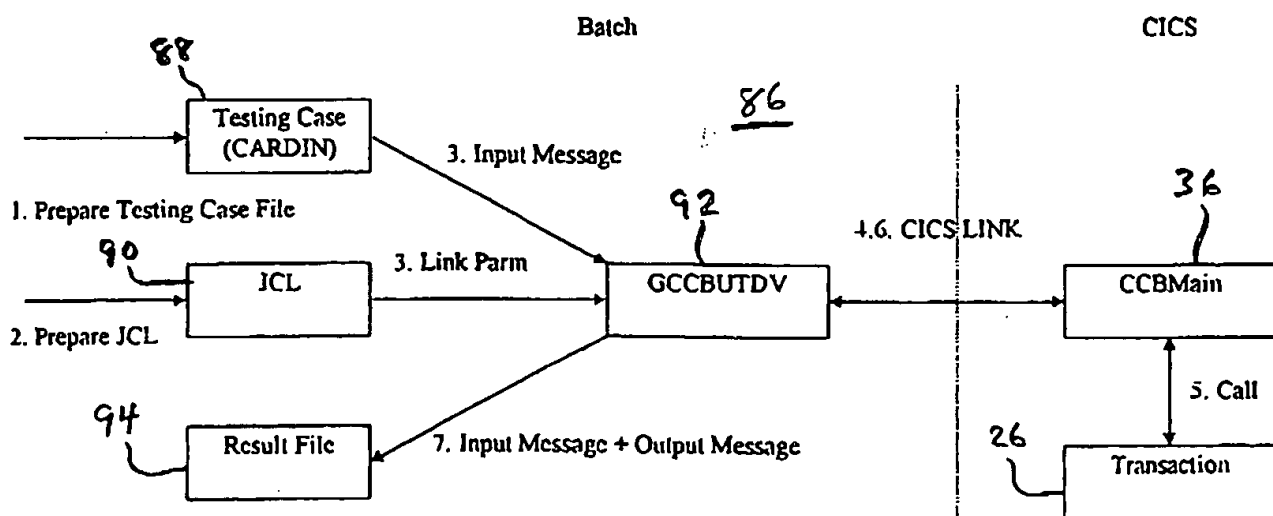 Batch
CICS
88
Testing Case
(CARDIN)
86
3. Input Message
1. Prepare Testing Case File
92
36
4.6. CICS LINK
90
JCL
3. Link Parm
GCCBUTDV
CCBMain
2. Prepare JCL
5. Call
94
Result File
7. Input Message + Output Message
26
Transaction